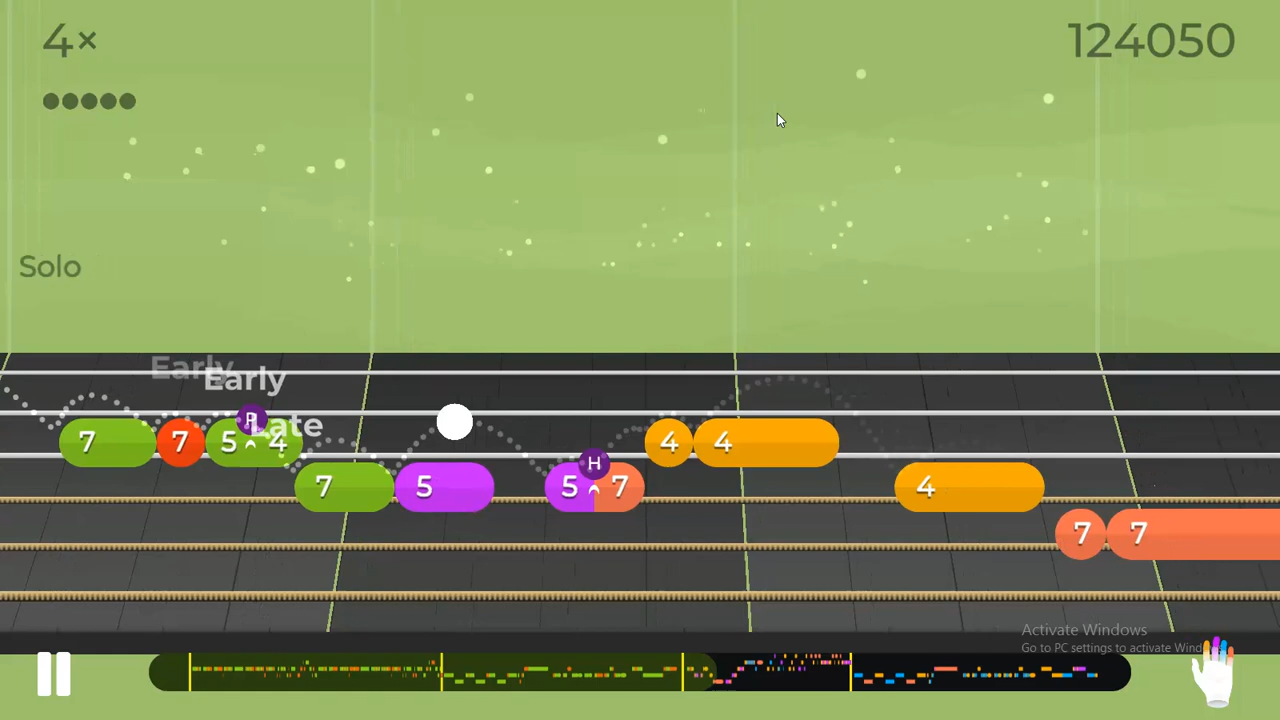 4×
124050
Solo
Early
Early
Late
P
7 7 5 4
H
7 5 5 7 4 4 4
7 7
Activate Windows
Go to PC settings to activate Wind